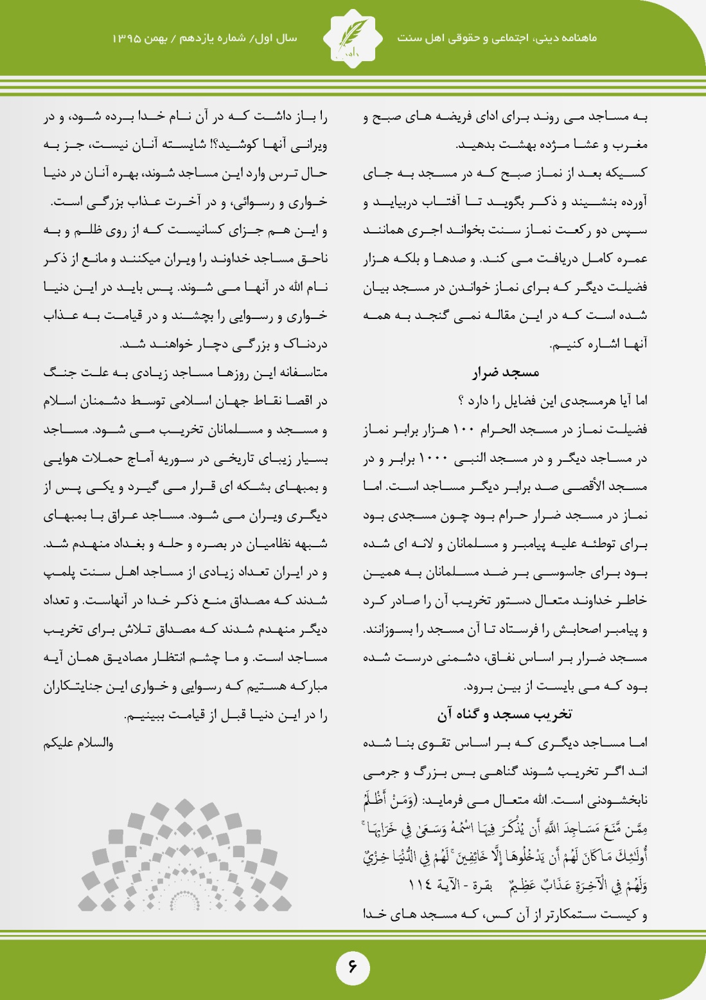 ماهنامه دینی، اجتماعی و حقوقی اهل سنت
سال اول/ شماره یازدهم / بهمن ۱۳۹۵
به مساجد می روند برای ادای فریضه های صبح و
مغرب و عشا مژده بهشت بدهید.
کسیکه بعد از نماز صبح که در مسجد به جای
آورده بنشیند و ذکر بگوید تا آفتاب دربیاید و
سپس دو رکعت نماز سنت بخواند اجری همانند
عمره کامل دریافت می کند. و صدها و بلکه هزار
فضیلت دیگر که برای نماز خواندن در مسجد بیان
شده است که در این مقاله نمی گنجد به همه
آنها اشاره کنیم.
مسجد ضرار
اما آیا هرمسجدی این فضایل را دارد ؟
فضیلت نماز در مسجد الحرام ۱۰۰ هزار برابر نماز
در مساجد دیگر و در مسجد النبی ۱۰۰۰ برابر و در
مسجد الأقصی صد برابر دیگر مساجد است. اما
نماز در مسجد ضرار حرام بود چون مسجدی بود
برای توطئه علیه پیامبر و مسلمانان و لانه ای شده
بود برای جاسوسی بر ضد مسلمانان به همین
خاطر خداوند متعال دستور تخریب آن را صادر کرد
و پیامبر اصحابش را فرستاد تا آن مسجد را بسوزانند.
مسجد ضرار بر اساس نفاق، دشمنی درست شده
بود که می بایست از بین برود.
تخریب مسجد و گناه آن
اما مساجد دیگری که بر اساس تقوی بنا شده
اند اگر تخریب شوند گناهی بس بزرگ و جرمی
نابخشودنی است. الله متعال می فرماید: (وَمَنْ أَظْلَمُ
مِمَّن مَّنَعَ مَسَاجِدَ اللَّهِ أَن يُذْكَرَ فِيهَا اسْمُهُ وَسَعَىٰ فِي خَرَابِهَا ۚ
أُولَٰئِكَ مَا كَانَ لَهُمْ أَن يَدْخُلُوهَا إِلَّا خَائِفِينَ ۚ لَهُمْ فِي الدُّنْيَا خِزْيٌ
وَلَهُمْ فِي الْآخِرَةِ عَذَابٌ عَظِيمٌ بقرة - الآية ١١٤
و کیست ستمکارتر از آن کس، که مسجد های خدا
را باز داشت که در آن نام خدا برده شود، و در
ویرانی آنها کوشید؟! شایسته آنان نیست، جز به
حال ترس وارد این مساجد شوند، بهره آنان در دنیا
خواری و رسوائی، و در آخرت عذاب بزرگی است.
و این هم جزای کسانیست که از روی ظلم و به
ناحق مساجد خداوند را ویران میکنند و مانع از ذکر
نام الله در آنها می شوند. پس باید در این دنیا
خواری و رسوایی را بچشند و در قیامت به عذاب
دردناک و بزرگی دچار خواهند شد.
متاسفانه این روزها مساجد زیادی به علت جنگ
در اقصا نقاط جهان اسلامی توسط دشمنان اسلام
و مسجد و مسلمانان تخریب می شود. مساجد
بسیار زیبای تاریخی در سوریه آماج حملات هوایی
و بمبهای بشکه ای قرار می گیرد و یکی پس از
دیگری ویران می شود. مساجد عراق با بمبهای
شبهه نظامیان در بصره و حله و بغداد منهدم شد.
و در ایران تعداد زیادی از مساجد اهل سنت پلمپ
شدند که مصداق منع ذکر خدا در آنهاست. و تعداد
دیگر منهدم شدند که مصداق تلاش برای تخریب
مساجد است. و ما چشم انتظار مصادیق همان آیه
مبارکه هستیم که رسوایی و خواری این جنایتکاران
را در این دنیا قبل از قیامت ببینیم.
والسلام علیکم
۶